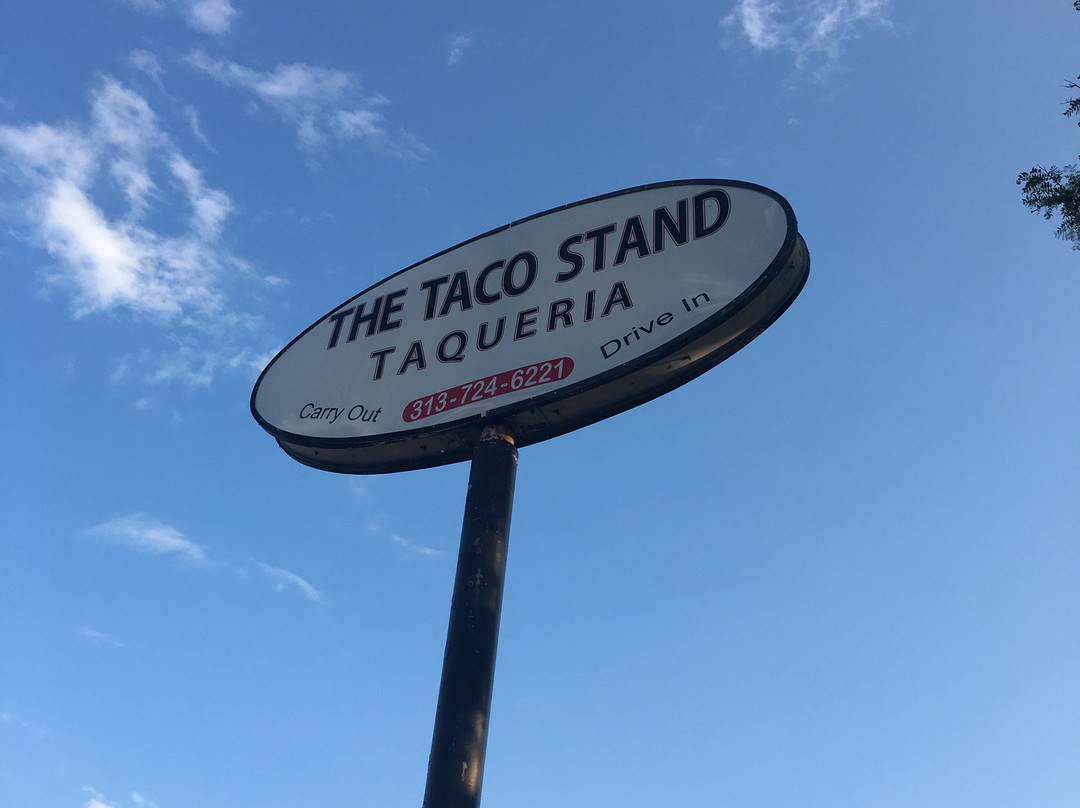 THE TACO STAND
TAQUERIA
Carry Out 313-724-6221 Drive In